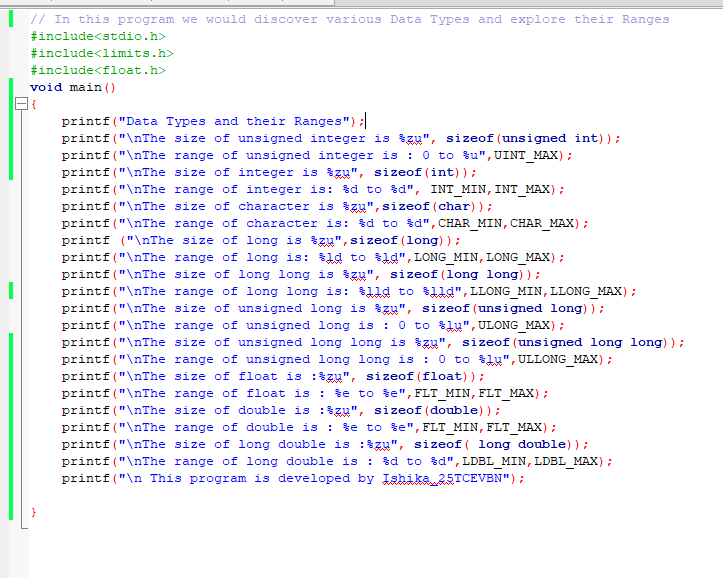 // In this program we would discover various Data Types and explore their Ranges
#include<stdio.h>
#include<limits.h>
#include<float.h>
void main()
{
printf("Data Types and their Ranges");
printf("\nThe size of unsigned integer is %zu", sizeof(unsigned int));
printf("\nThe range of unsigned integer is : 0 to %u",UINT_MAX);
printf("\nThe size of integer is %zu", sizeof(int));
printf("\nThe range of integer is: %d to %d", INT_MIN,INT_MAX);
printf("\nThe size of character is %zu",sizeof(char));
printf("\nThe range of character is: %d to %d",CHAR_MIN,CHAR_MAX);
printf ("\nThe size of long is %zu",sizeof(long));
printf("\nThe range of long is: %ld to %ld",LONG_MIN,LONG_MAX);
printf("\nThe size of long long is %zu", sizeof(long long));
printf("\nThe range of long long is: %lld to %lld",LLONG_MIN,LLONG_MAX);
printf("\nThe size of unsigned long is %zu", sizeof(unsigned long));
printf("\nThe range of unsigned long is : 0 to %lu",ULONG_MAX);
printf("\nThe size of unsigned long long is %zu", sizeof(unsigned long long));
printf("\nThe range of unsigned long long is : 0 to %lu",ULLONG_MAX);
printf("\nThe size of float is :%zu", sizeof(float));
printf("\nThe range of float is : %e to %e",FLT_MIN,FLT_MAX);
printf("\nThe size of double is :%zu", sizeof(double));
printf("\nThe range of double is : %e to %e",FLT_MIN,FLT_MAX);
printf("\nThe size of long double is :%zu", sizeof( long double));
printf("\nThe range of long double is : %d to %d",LDBL_MIN,LDBL_MAX);
printf("\n This program is developed by Ishika_25TCEVBN");
}